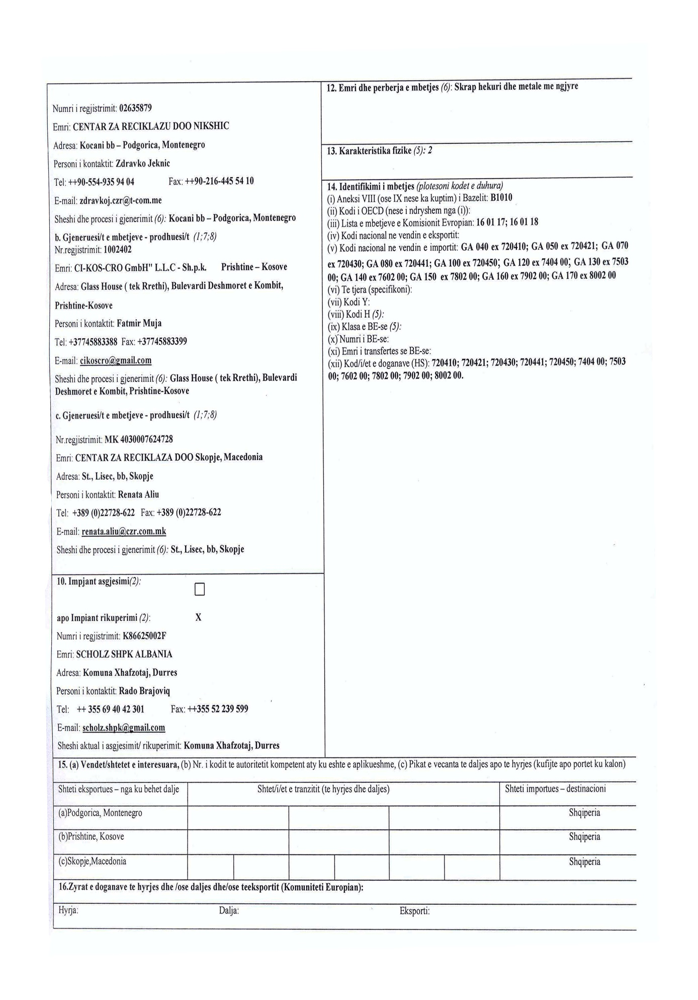 Numri i regjistrimit: 02635879
Emri: CENTAR ZA RECIKLAZU DOO NIKSHIC
Adresa: Kocani bb – Podgorica, Montenegro
Personi i kontaktit: Zdravko Jeknic
Tel: ++90-554-935 94 04 Fax: ++90-216-445 54 10
E-mail: zdravkoj.czr@t-com.me
Sheshi dhe procesi i gjenerimit (6): Kocani bb – Podgorica, Montenegro
b. Gjeneruesi/t e mbetjeve - prodhuesi/t (1;7;8)
Nr.regjistrimit: 1002402
Emri: CI-KOS-CRO GmbH" L.L.C - Sh.p.k. Prishtine – Kosove
Adresa: Glass House ( tek Rrethi), Bulevardi Deshmoret e Kombit,
Prishtine-Kosove
Personi i kontaktit: Fatmir Muja
Tel: +37745883388 Fax: +37745883399
E-mail: cikoscro@gmail.com
Sheshi dhe procesi i gjenerimit (6): Glass House ( tek Rrethi), Bulevardi
Deshmoret e Kombit, Prishtine-Kosove
c. Gjeneruesi/t e mbetjeve - prodhuesi/t (1;7;8)
Nr.regjistrimit: MK 4030007624728
Emri: CENTAR ZA RECIKLAZA DOO Skopje, Macedonia
Adresa: St., Lisec, bb, Skopje
Personi i kontaktit: Renata Aliu
Tel: +389 (0)22728-622 Fax: +389 (0)22728-622
E-mail: renata.aliu@czr.com.mk
Sheshi dhe procesi i gjenerimit (6): St., Lisec, bb, Skopje
10. Impjant asgjesimi(2):
apo Impiant rikuperimi (2): X
Numri i regjistrimit: K86625002F
Emri: SCHOLZ SHPK ALBANIA
Adresa: Komuna Xhafzotaj, Durres
Personi i kontaktit: Rado Brajoviq
Tel: ++ 355 69 40 42 301 Fax: ++355 52 239 599
E-mail: scholz.shpk@gmail.com
Sheshi aktual i asgjesimit/ rikuperimit: Komuna Xhafzotaj, Durres
12. Emri dhe perberja e mbetjes (6): Skrap hekuri dhe metale me ngjyre
13. Karakteristika fizike (5): 2
14. Identifikimi i mbetjes (plotesoni kodet e duhura)
(i) Aneksi VIII (ose IX nese ka kuptim) i Bazelit: B1010
(ii) Kodi i OECD (nese i ndryshem nga (i)):
(iii) Lista e mbetjeve e Komisionit Evropian: 16 01 17; 16 01 18
(iv) Kodi nacional ne vendin e eksportit:
(v) Kodi nacional ne vendin e importit: GA 040 ex 720410; GA 050 ex 720421; GA 070
ex 720430; GA 080 ex 720441; GA 100 ex 720450; GA 120 ex 7404 00; GA 130 ex 7503
00; GA 140 ex 7602 00; GA 150 ex 7802 00; GA 160 ex 7902 00; GA 170 ex 8002 00
(vi) Te tjera (specifikoni):
(vii) Kodi Y:
(viii) Kodi H (5):
(ix) Klasa e BE-se (5):
(x) Numri i BE-se:
(xi) Emri i transfertes se BE-se:
(xii) Kod/i/et e doganave (HS): 720410; 720421; 720430; 720441; 720450; 7404 00; 7503
00; 7602 00; 7802 00; 7902 00; 8002 00.
15. (a) Vendet/shtetet e interesuara, (b) Nr. i kodit te autoritetit kompetent aty ku eshte e aplikueshme, (c) Pikat e vecanta te daljes apo te hyrjes (kufijte apo portet ku kalon)
Shteti eksportues – nga ku behet dalje Shtet/i/et e tranzitit (te hyrjes dhe daljes) Shteti importues – destinacioni
(a)Podgorica, Montenegro Shqiperia
(b)Prishtine, Kosove Shqiperia
(c)Skopje,Macedonia Shqiperia
16.Zyrat e doganave te hyrjes dhe /ose daljes dhe/ose teeksportit (Komuniteti Europian):
Hyrja: Dalja: Eksporti: